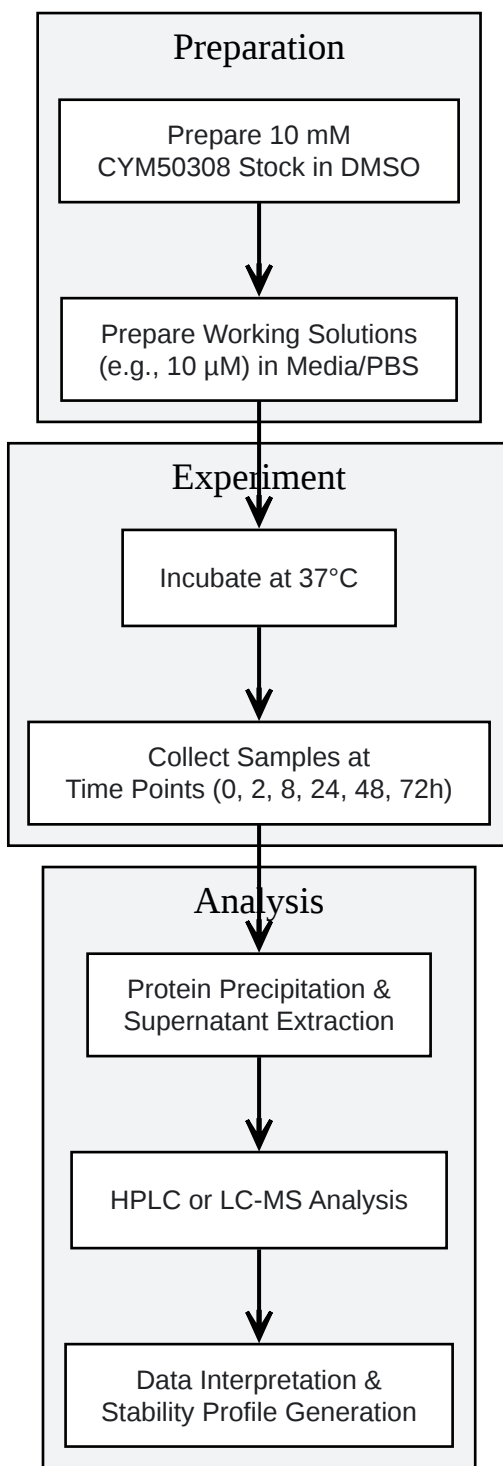 Preparation
Prepare 10 mM
CYM50308 Stock in DMSO
Prepare Working Solutions
(e.g., 10 µM) in Media/PBS
Experiment
Incubate at 37°C
Collect Samples at
Time Points (0, 2, 8, 24, 48, 72h)
Analysis
Protein Precipitation &
Supernatant Extraction
HPLC or LC-MS Analysis
Data Interpretation &
Stability Profile Generation